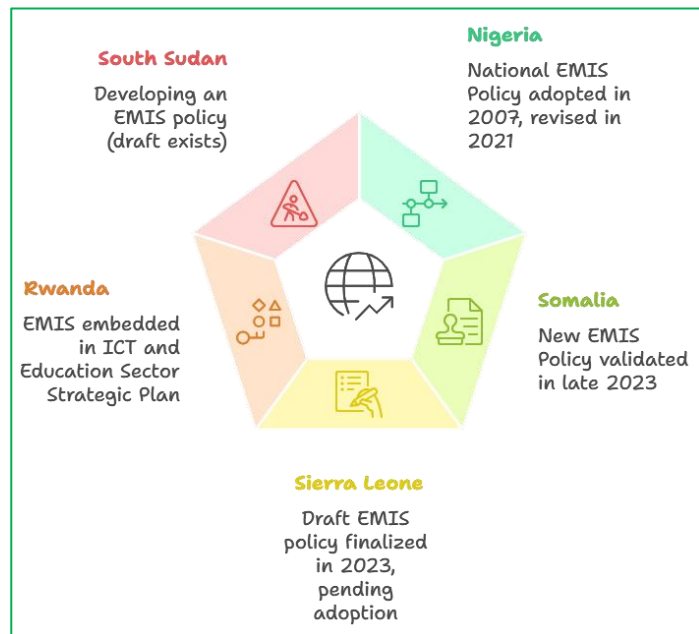 South Sudan
Developing an
EMIS policy
(draft exists)
Nigeria
National EMIS
Policy adopted in
2007, revised in
2021
Rwanda
EMIS embedded
in ICT and
Education Sector
Strategic Plan
Somalia
New EMIS
Policy validated
in late 2023
Sierra Leone
Draft EMIS
policy finalized
in 2023,
pending
adoption